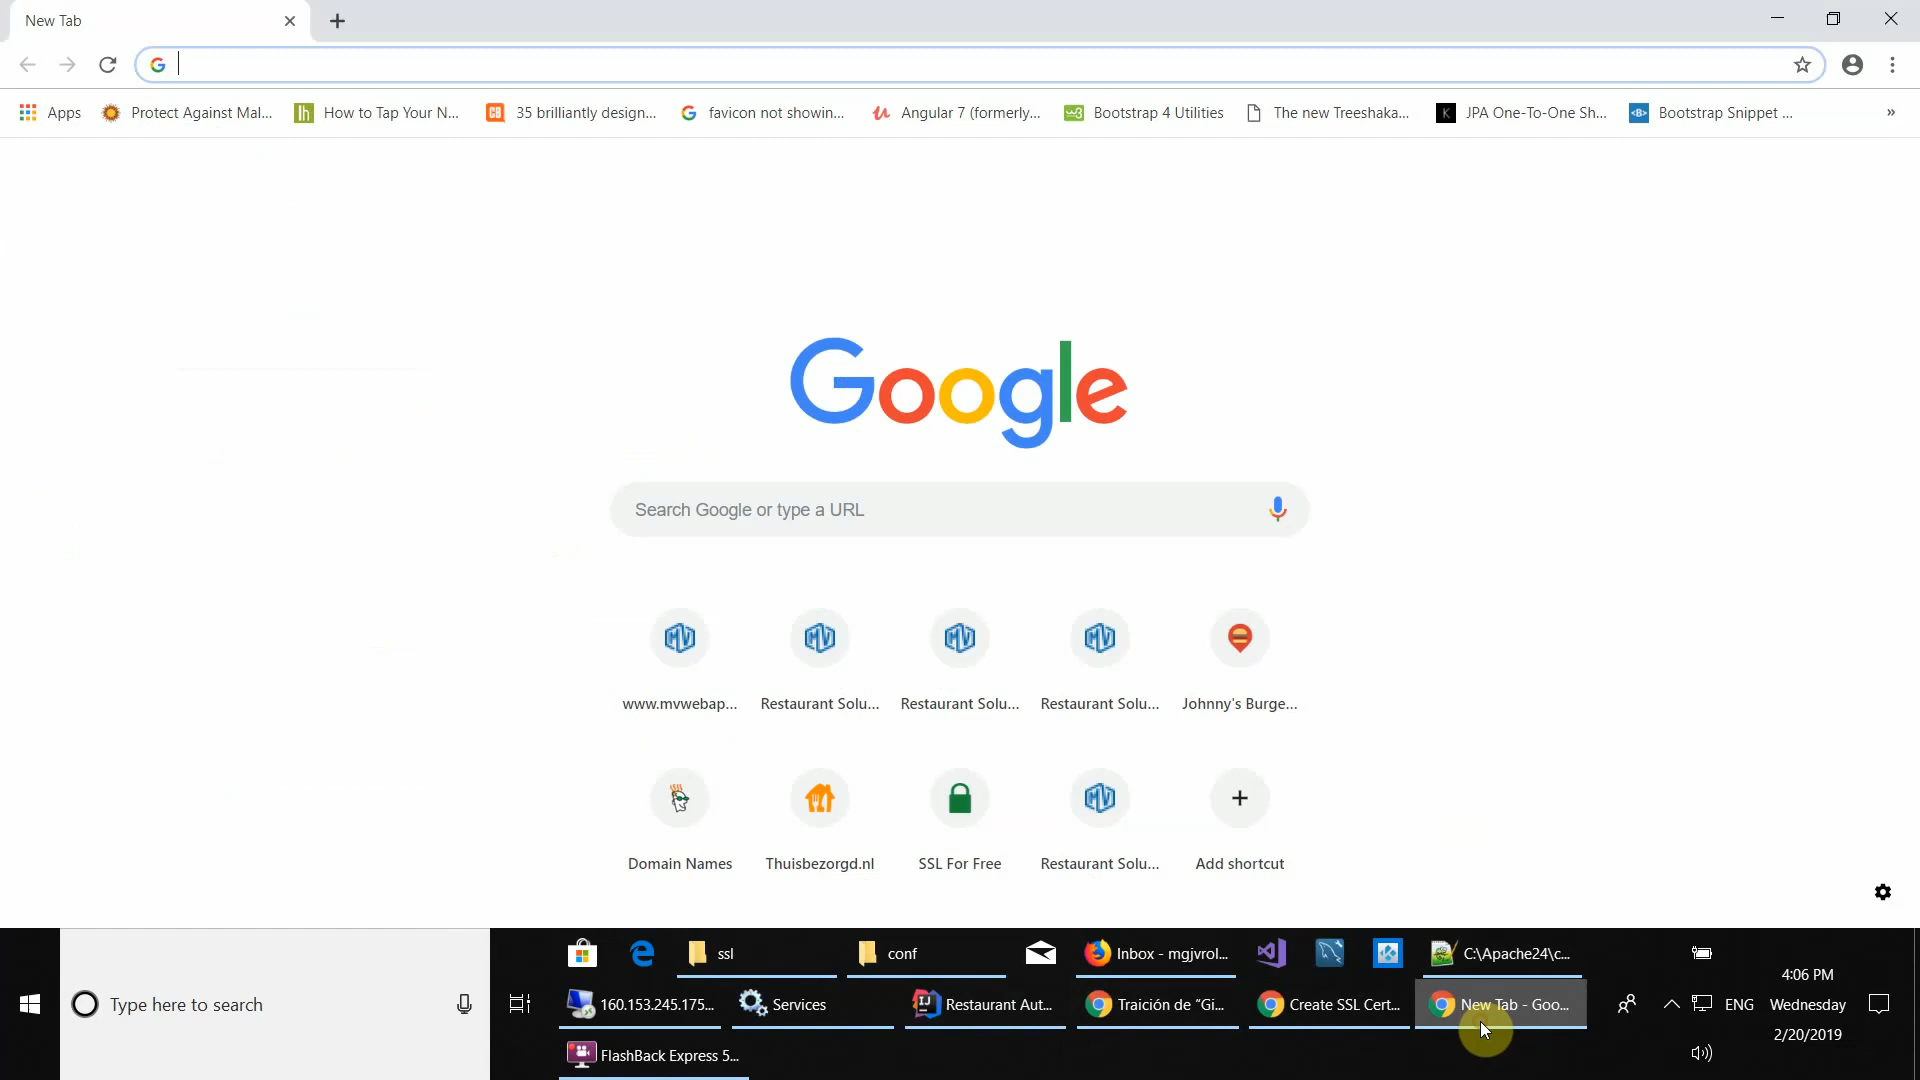 New Tab
Apps
Protect Against Mal...
How to Tap Your N...
35 brilliantly design...
favicon not showin...
Angular 7 (formerly...
Bootstrap 4 Utilities
The new Treeshaka...
JPA One-To-One Sh...
Bootstrap Snippet ...
»
Google
Search Google or type a URL
www.mvwebap...
Restaurant Solu...
Restaurant Solu...
Restaurant Solu...
Johnny's Burge...
Domain Names
Thuisbezorgd.nl
SSL For Free
Restaurant Solu...
Add shortcut
ssl
conf
Inbox - mgjvrol...
C:\Apache24\c...
Type here to search
160.153.245.175...
Services
Restaurant Aut...
Traición de “Gi...
Create SSL Cert...
New Tab - Goo...
ENG
4:06 PM
Wednesday
2/20/2019
FlashBack Express 5...